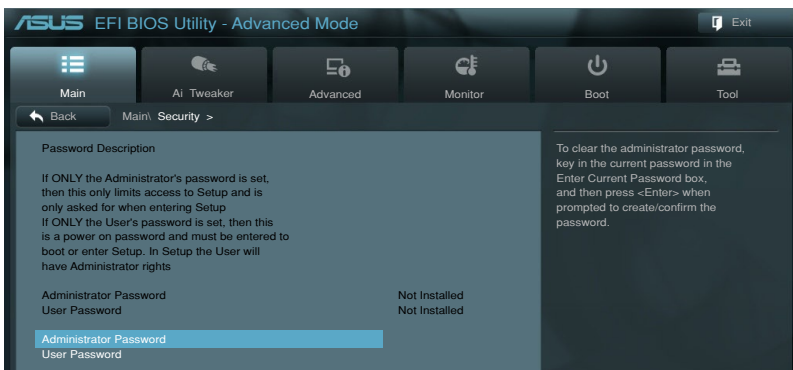 ASUS EFI BIOS Utility - Advanced Mode
Exit
Main
Ai Tweaker
Advanced
Monitor
Boot
Tool
Back
Main\ Security >
Password Description
If ONLY the Administrator's password is set,
then this only limits access to Setup and is
only asked for when entering Setup
If ONLY the User's password is set, then this
is a power on password and must be entered to
boot or enter Setup. In Setup the User will
have Administrator rights
Administrator Password Not Installed
User Password Not Installed
Administrator Password
User Password
To clear the administrator password,
key in the current password in the
Enter Current Password box,
and then press <Enter> when
prompted to create/confirm the
password.